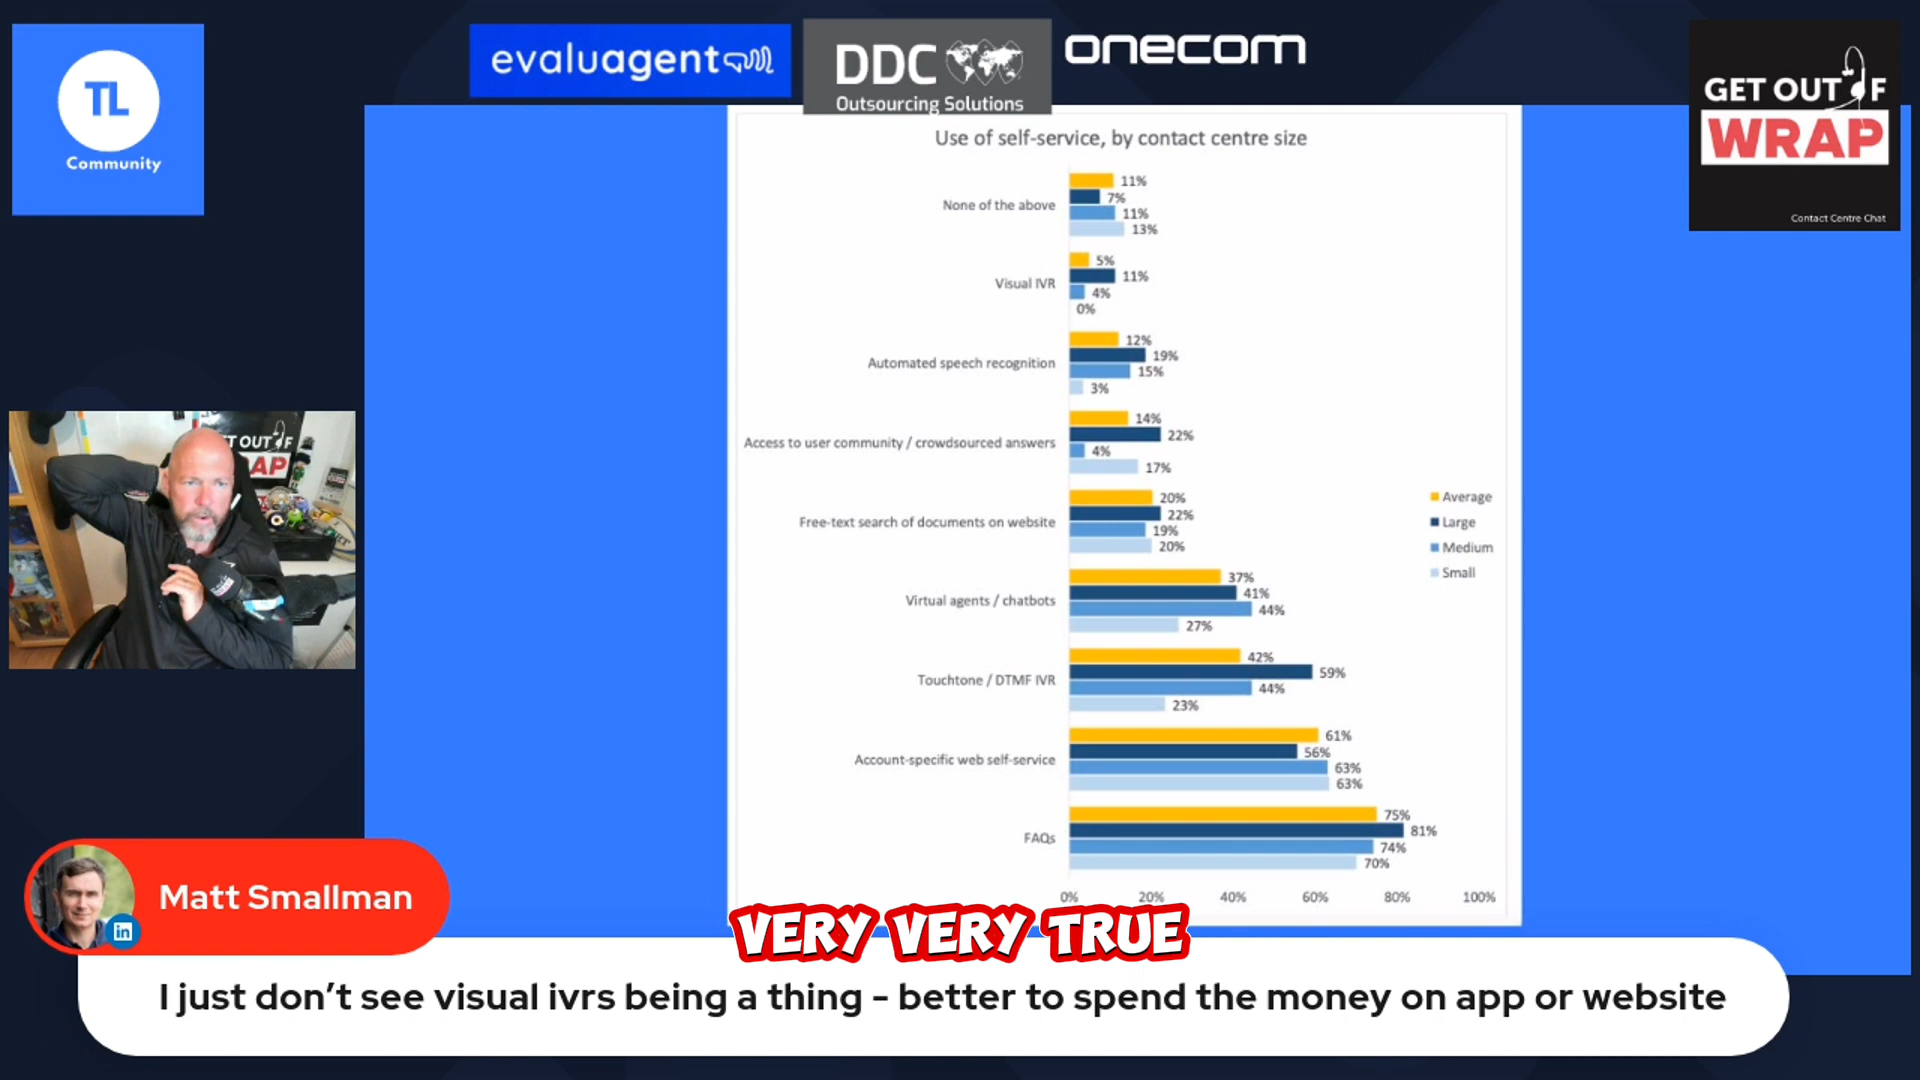 TL
Community
evaluagent
DDC
Outsourcing Solutions
onecom
GET OUT OF
WRAP
Contact Centre Chat
Use of self-service, by contact centre size
None of the above
11%
7%
11%
13%
Visual IVR
5%
11%
4%
0%
Automated speech recognition
12%
19%
15%
3%
Access to user community / crowdsourced answers
14%
22%
4%
17%
Free-text search of documents on website
20%
22%
19%
20%
Virtual agents / chatbots
37%
41%
44%
27%
Touchtone / DTMF IVR
42%
59%
44%
23%
Account-specific web self-service
61%
56%
63%
63%
FAQs
75%
81%
74%
70%
0% 20% 40% 60% 80% 100%
Average
Large
Medium
Small
T OUT OF
AP
Matt Smallman
in
VERY VERY TRUE
I just don’t see visual ivrs being a thing - better to spend the money on app or website